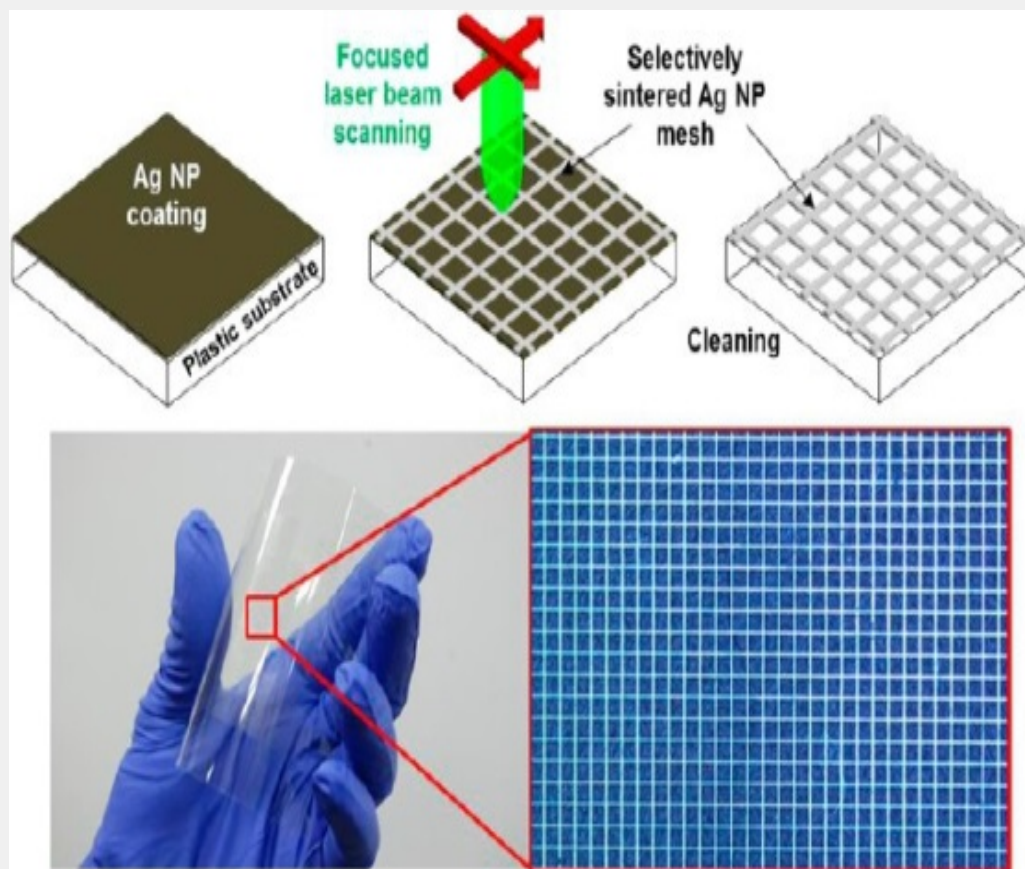 Ag NP
coating
Plastic substrate
Focused
laser beam
scanning
Selectively
sintered Ag NP
mesh
Cleaning